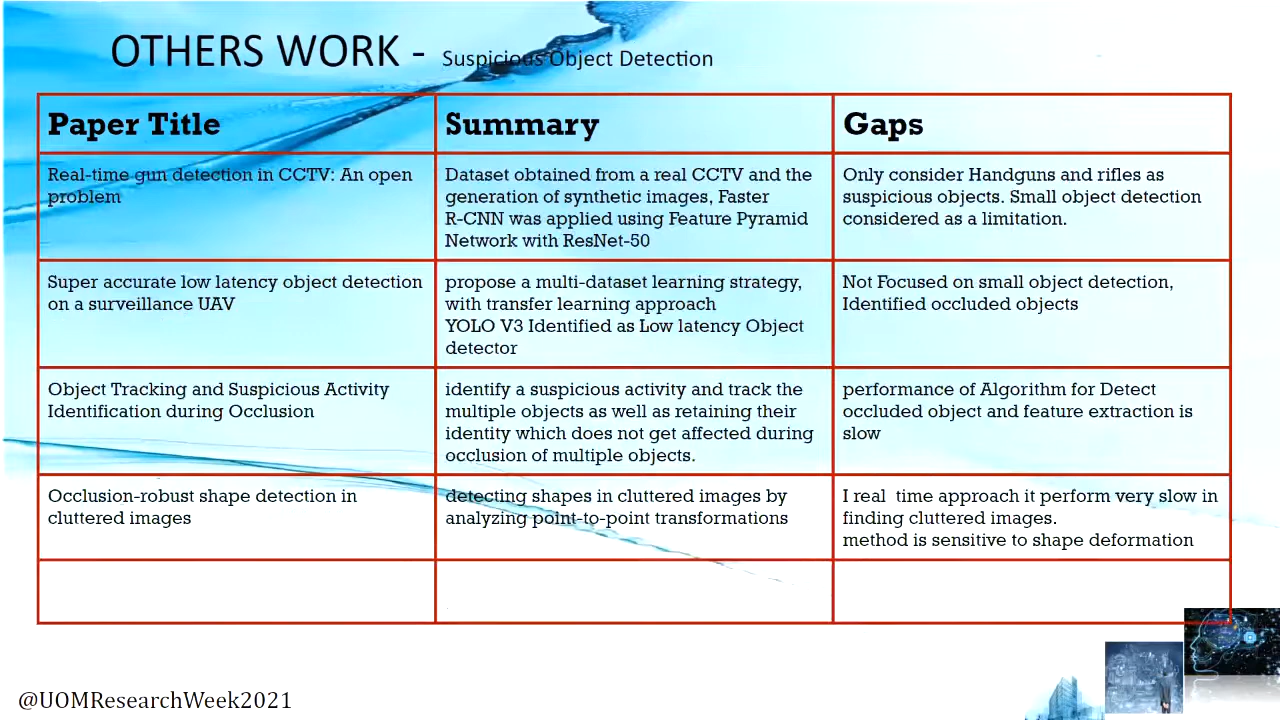 OTHERS WORK - Suspicious Object Detection
Paper Title
Summary
Gaps
Real-time gun detection in CCTV: An open
problem
Dataset obtained from a real CCTV and the
generation of synthetic images, Faster
R-CNN was applied using Feature Pyramid
Network with ResNet-50
Only consider Handguns and rifles as
suspicious objects. Small object detection
considered as a limitation.
Super accurate low latency object detection
on a surveillance UAV
propose a multi-dataset learning strategy,
with transfer learning approach
YOLO V3 Identified as Low latency Object
detector
Not Focused on small object detection,
Identified occluded objects
Object Tracking and Suspicious Activity
Identification during Occlusion
identify a suspicious activity and track the
multiple objects as well as retaining their
identity which does not get affected during
occlusion of multiple objects.
performance of Algorithm for Detect
occluded object and feature extraction is
slow
Occlusion-robust shape detection in
cluttered images
detecting shapes in cluttered images by
analyzing point-to-point transformations
I real  time approach it perform very slow in
finding cluttered images.
method is sensitive to shape deformation
@UOMResearchWeek2021